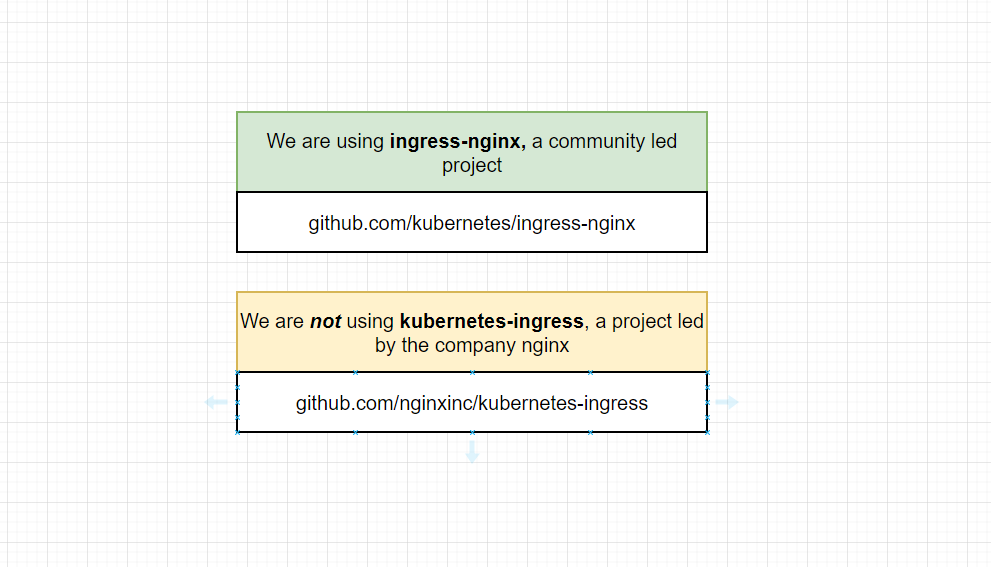 We are using ingress-nginx, a community led
project
github.com/kubernetes/ingress-nginx
We are not using kubernetes-ingress, a project led
by the company nginx
github.com/nginxinc/kubernetes-ingress